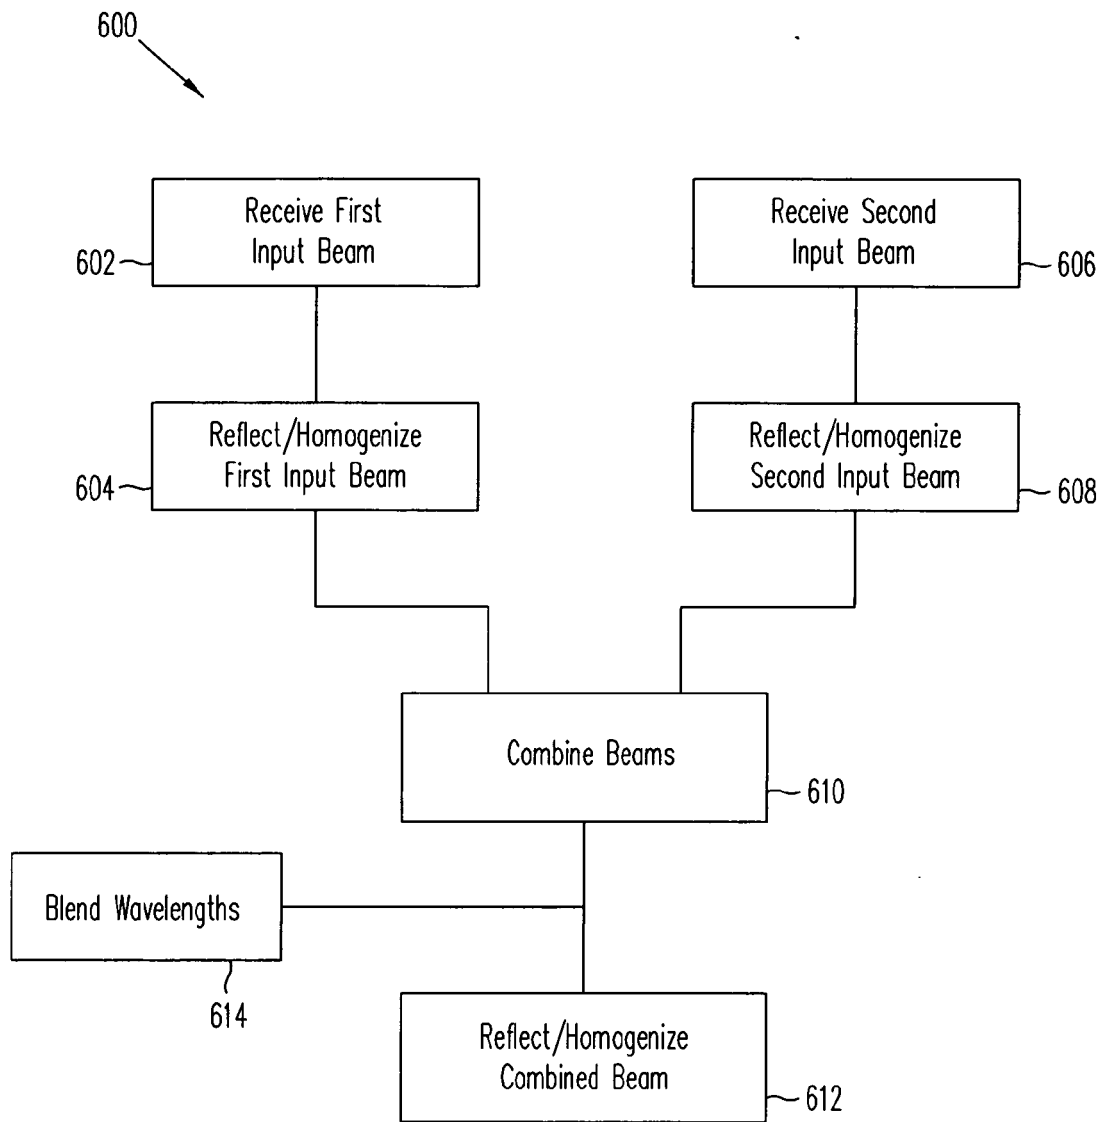 600
Receive First
Input Beam
602
Receive Second
Input Beam
606
Reflect/Homogenize
First Input Beam
604
Reflect/Homogenize
Second Input Beam
608
Combine Beams
610
Blend Wavelengths
614
Reflect/Homogenize
Combined Beam
612